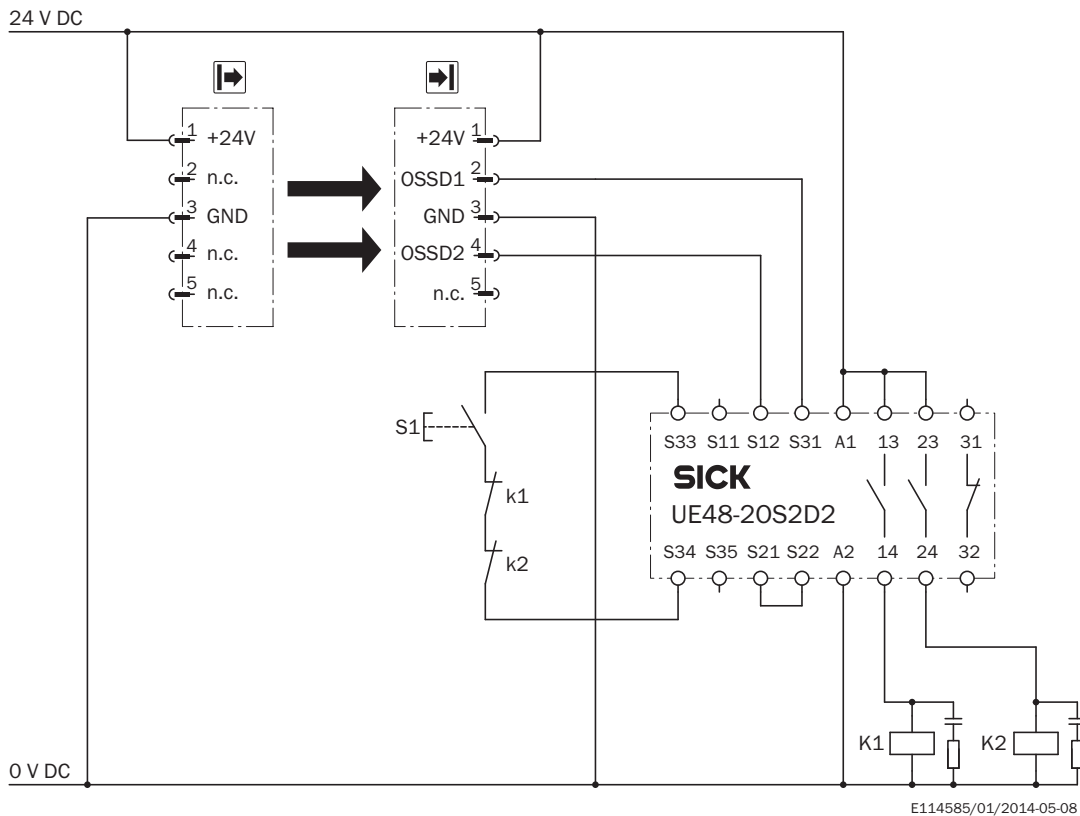 24 V DC
1 +24V
2 n.c.
3 GND
4 n.c.
5 n.c.
+24V 1
OSSD1 2
GND 3
OSSD2 4
n.c. 5
S1
k1
k2
S33 S11 S12 S31 A1 13 23 31
SICK
UE48-20S2D2
S34 S35 S21 S22 A2 14 24 32
K1
K2
0 V DC
E114585/01/2014-05-08